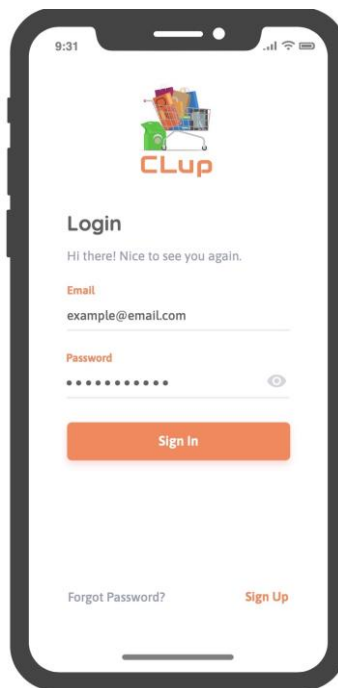 9:31
CLup
Login
Hi there! Nice to see you again.
Email
example@email.com
Password
•••••••••••
Sign In
Forgot Password? Sign Up